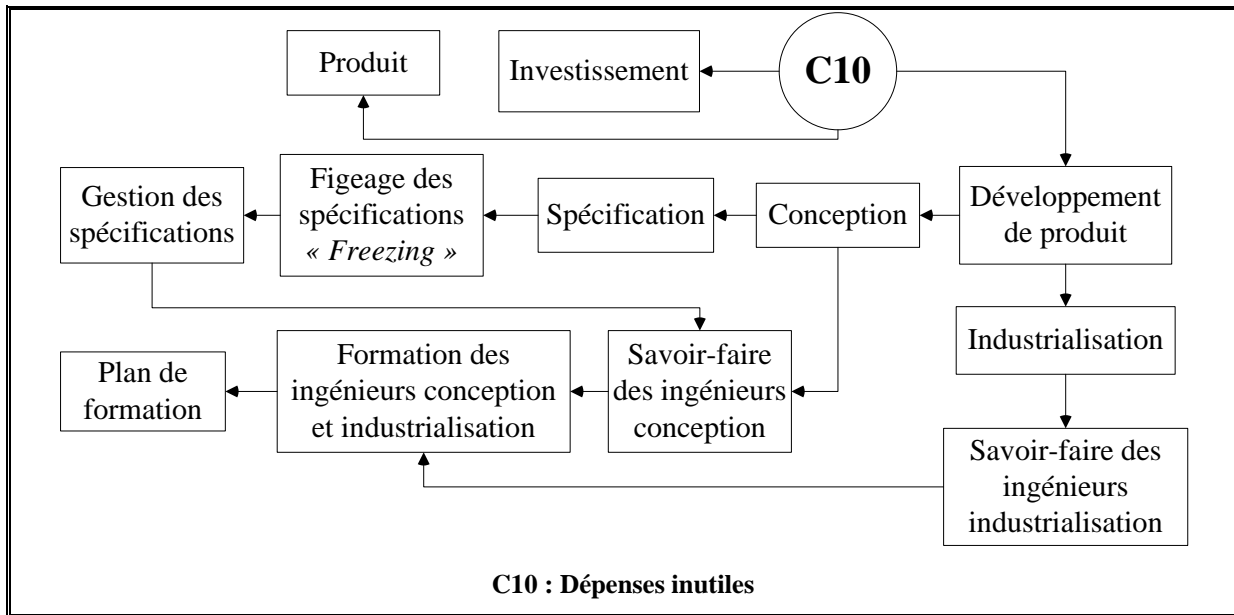 Produit
Investissement
C10
Gestion des
spécifications
Figeage des
spécifications
« Freezing »
Spécification
Conception
Développement
de produit
Industrialisation
Plan de
formation
Formation des
ingénieurs conception
et industrialisation
Savoir-faire
des ingénieurs
conception
Savoir-faire des
ingénieurs
industrialisation
C10 : Dépenses inutiles